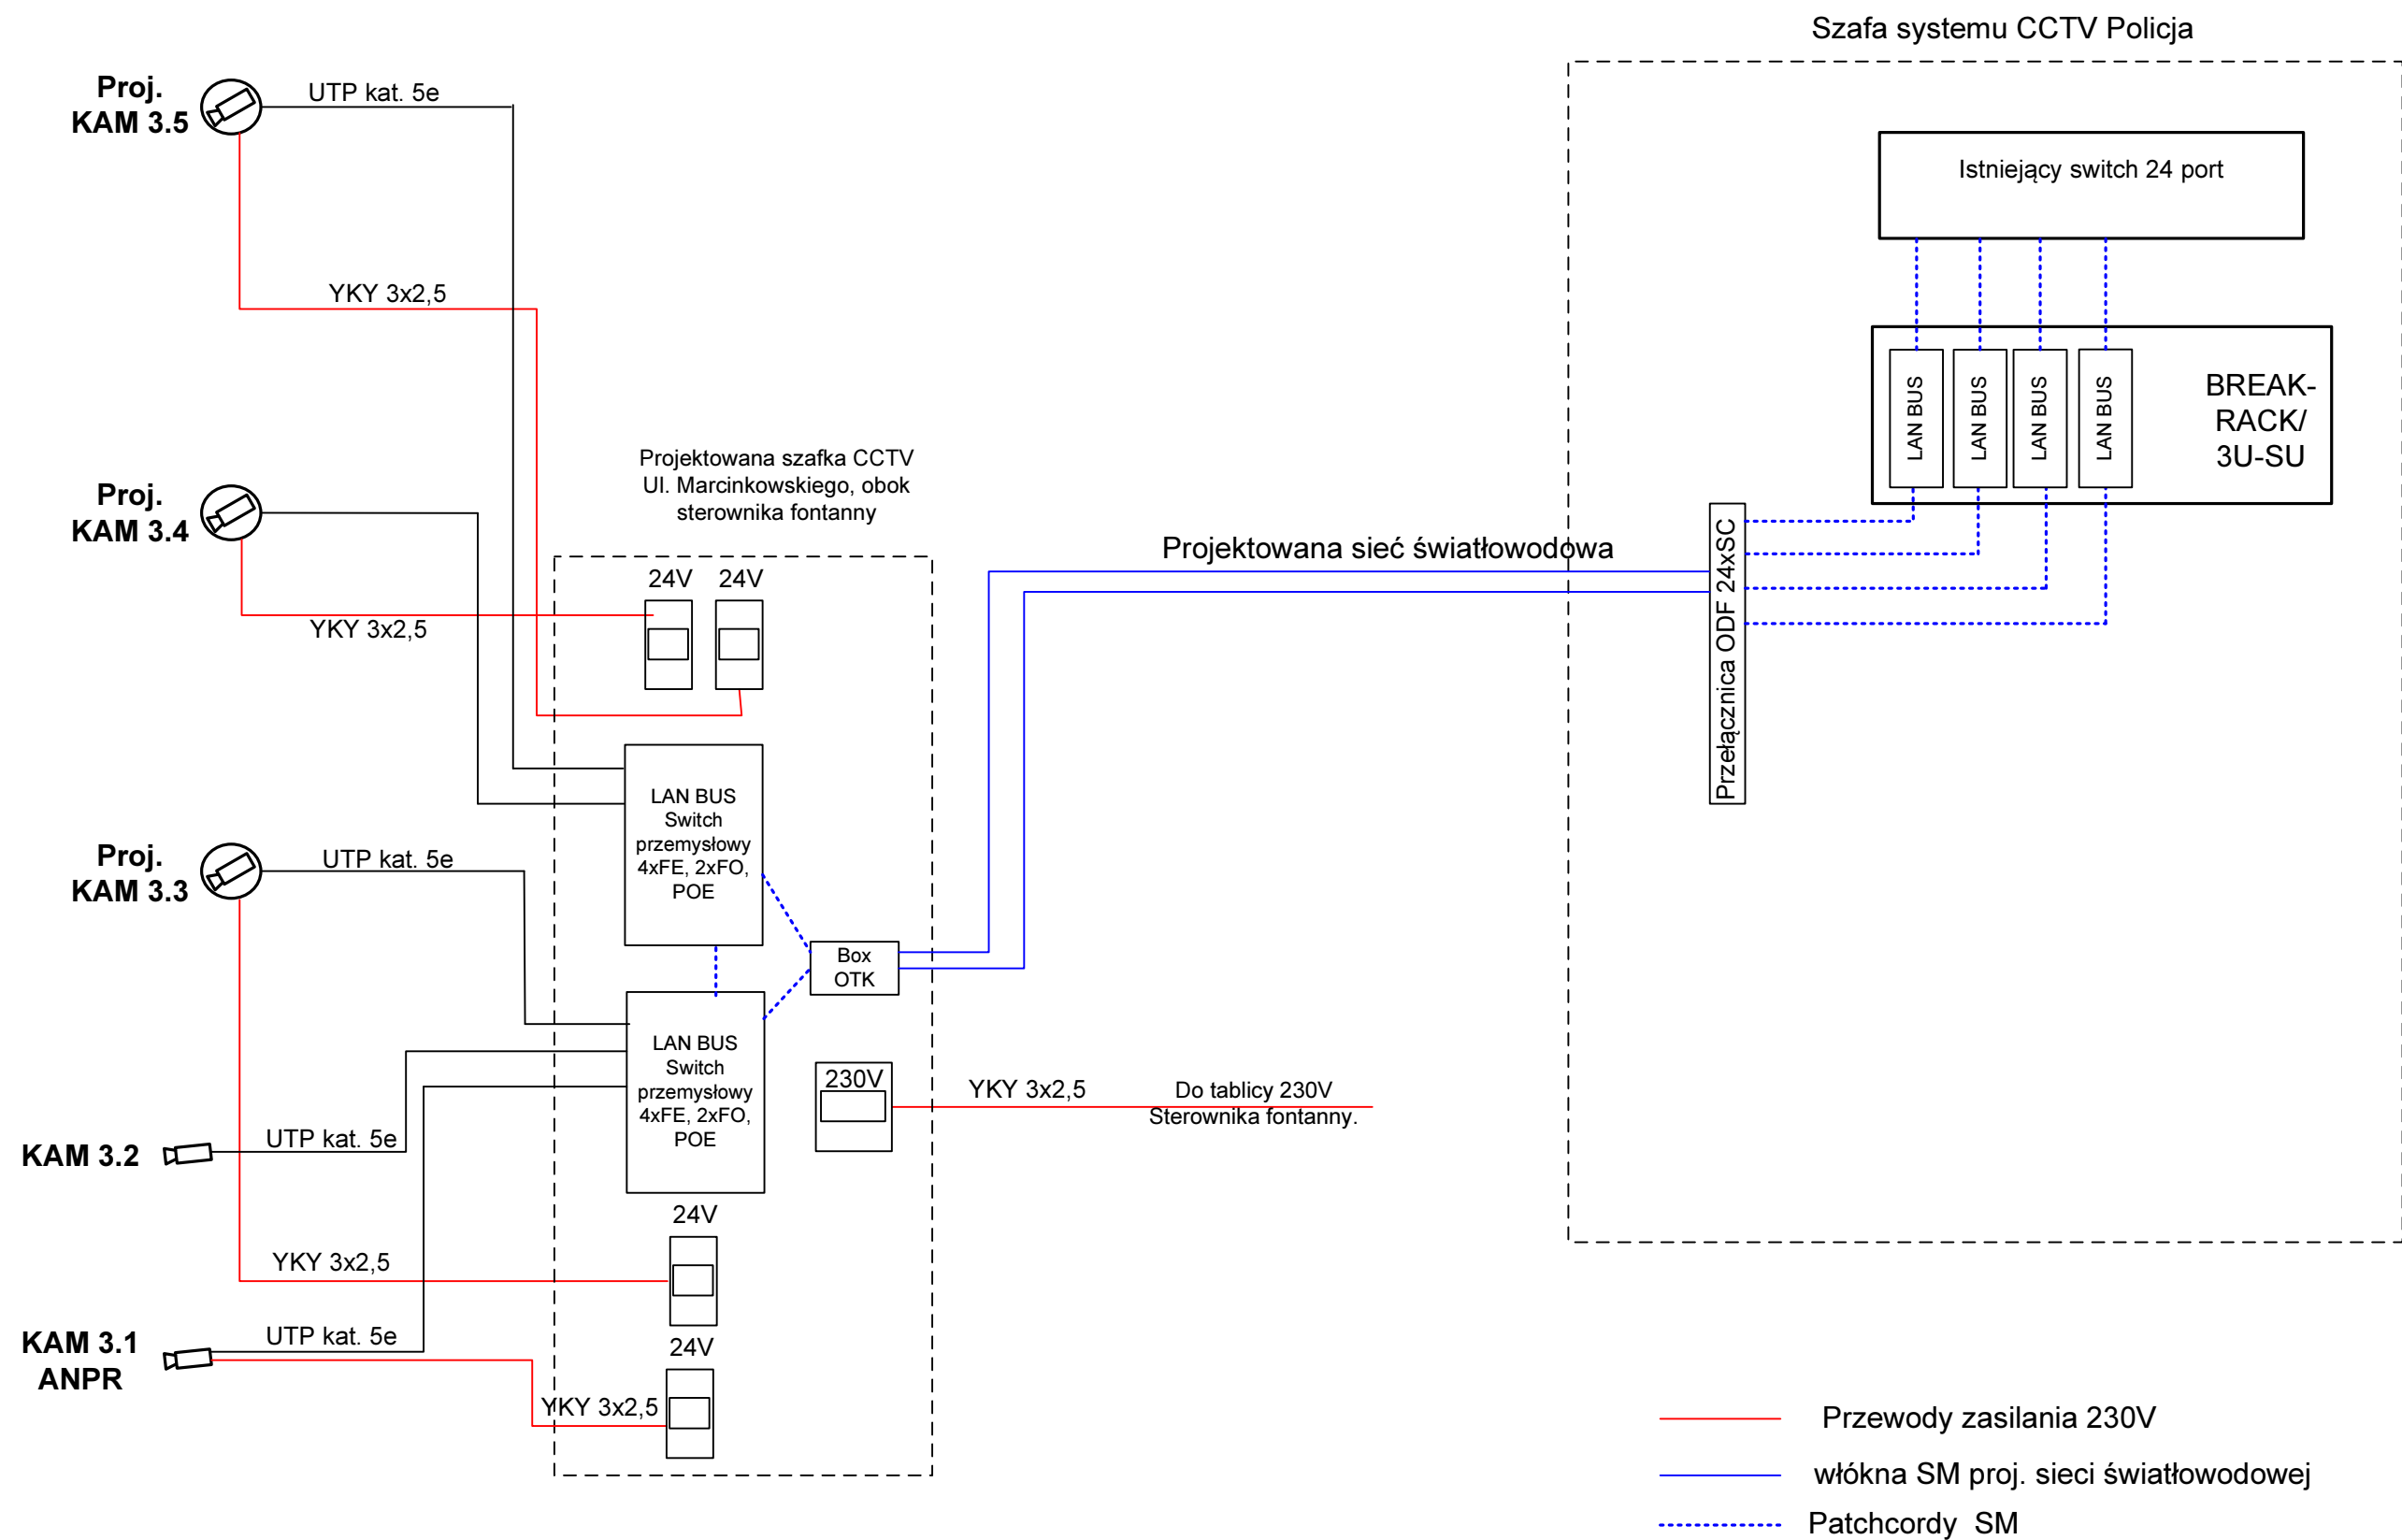 Szafa systemu CCTV Policja
Proj.
KAM 3.5
UTP kat. 5e
YKY 3x2,5
Istniejący switch 24 port
LAN BUS
LAN BUS
LAN BUS
LAN BUS
BREAK-
RACK/
3U-SU
Proj.
KAM 3.4
YKY 3x2,5
Projektowana szafka CCTV
Ul. Marcinkowskiego, obok
sterownika fontanny
24V
24V
Projektowana sieć światłowodowa
Przełącznica ODF 24xSC
LAN BUS
Switch
przemysłowy
4xFE, 2xFO,
POE
Proj.
KAM 3.3
UTP kat. 5e
Box
OTK
LAN BUS
Switch
przemysłowy
4xFE, 2xFO,
POE
230V
YKY 3x2,5
Do tablicy 230V
Sterownika fontanny.
KAM 3.2
UTP kat. 5e
24V
YKY 3x2,5
KAM 3.1
ANPR
UTP kat. 5e
24V
YKY 3x2,5
Przewody zasilania 230V
włókna SM proj. sieci światłowodowej
Patchcordy SM